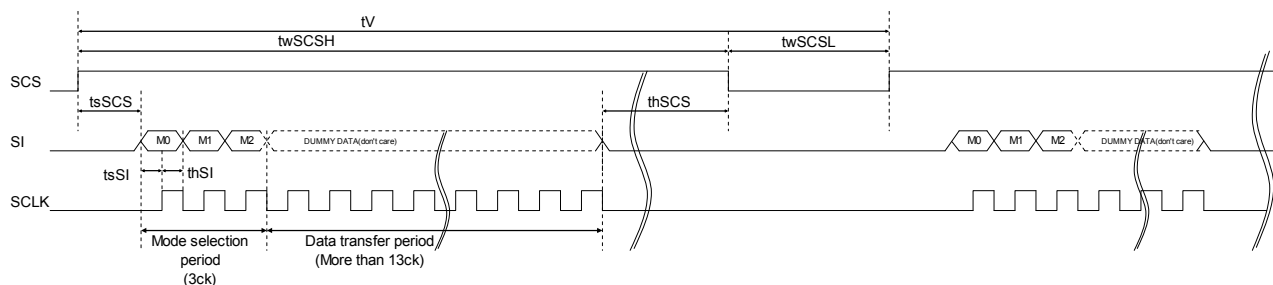 tV
twSCSH
twSCSL
SCS
tsSCS
thSCS
SI
M0
M1
M2
DUMMY DATA(don't care)
M0
M1
M2
DUMMY DATA(don't care)
tsSI
thSI
SCLK
Mode selection
period
(3ck)
Data transfer period
(More than 13ck)